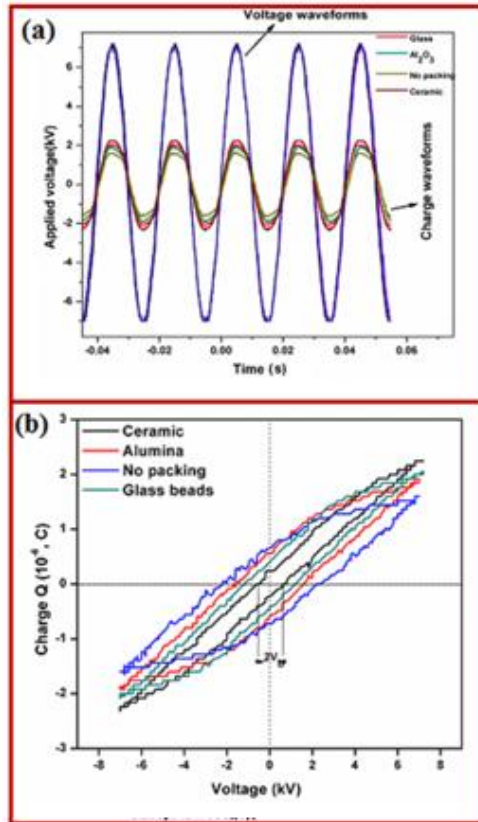 (a)
Voltage waveforms
Glass
Al2O3
No packing
Ceramic
Applied voltage(kV)
6
4
2
0
-2
-4
-6
Charge waveforms
-0.04 -0.02 0.00 0.02 0.04 0.06
Time (s)
(b)
Ceramic
Alumina
No packing
Glass beads
Charge Q (10⁻⁶, C)
3
2
1
0
-1
-2
-3
-8 -6 -4 -2 0 2 4 6 8
Voltage (kV)